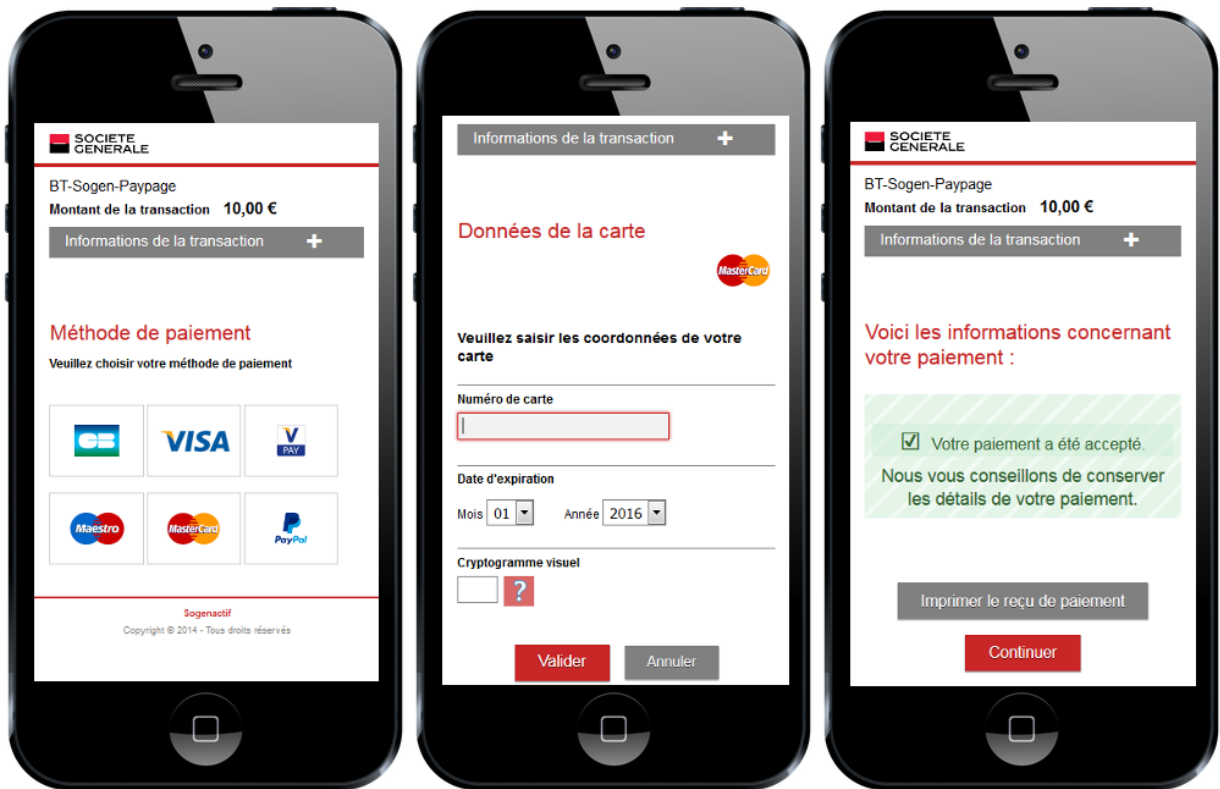 SOCIETE
GENERALE
BT-Sogen-Paypage
Montant de la transaction 10,00 €
Informations de la transaction +
Méthode de paiement
Veuillez choisir votre méthode de paiement
CB
VISA
V
PAY
Maestro
MasterCard
PayPal
Sogenactif
Copyright © 2014 - Tous droits réservés
Informations de la transaction +
Données de la carte
MasterCard
Veuillez saisir les coordonnées de votre
carte
Numéro de carte
Date d'expiration
Mois 01 Année 2016
Cryptogramme visuel
?
Valider Annuler
SOCIETE
GENERALE
BT-Sogen-Paypage
Montant de la transaction 10,00 €
Informations de la transaction +
Voici les informations concernant
votre paiement :
Votre paiement a été accepté.
Nous vous conseillons de conserver
les détails de votre paiement.
Imprimer le reçu de paiement
Continuer